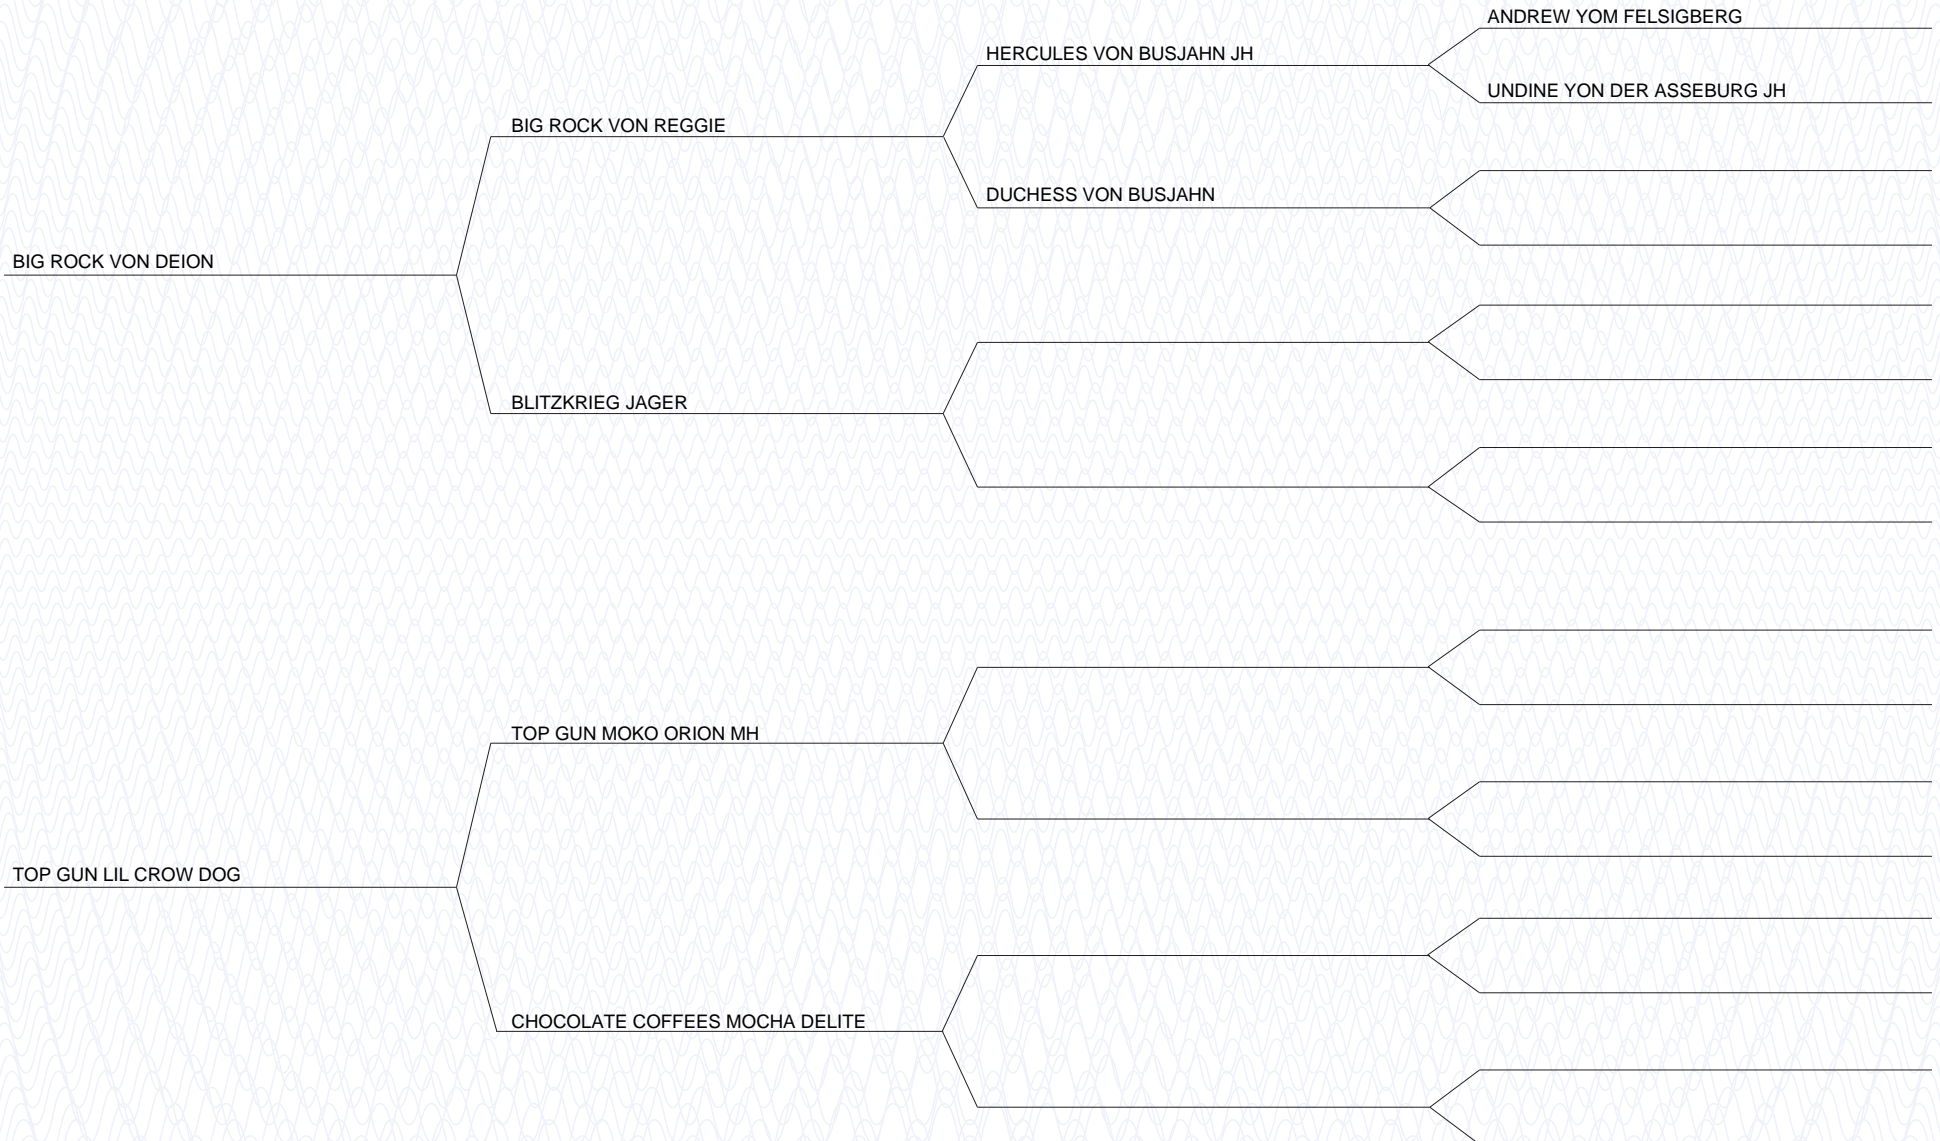 ANDREW YOM FELSIGBERG
HERCULES VON BUSJAHN JH
UNDINE YON DER ASSEBURG JH
BIG ROCK VON REGGIE
DUCHESS VON BUSJAHN
BIG ROCK VON DEION
BLITZKRIEG JAGER
TOP GUN MOKO ORION MH
TOP GUN LIL CROW DOG
CHOCOLATE COFFEES MOCHA DELITE